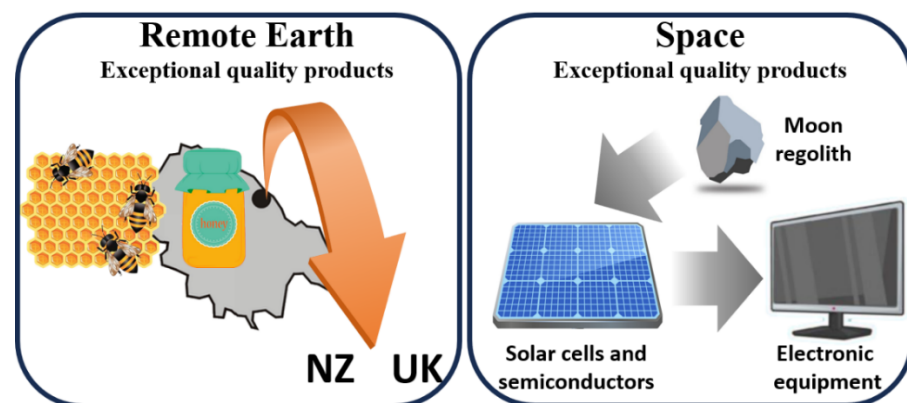 Remote Earth
Exceptional quality products
honey
NZ UK
Space
Exceptional quality products
Moon
regolith
Solar cells and
semiconductors
Electronic
equipment